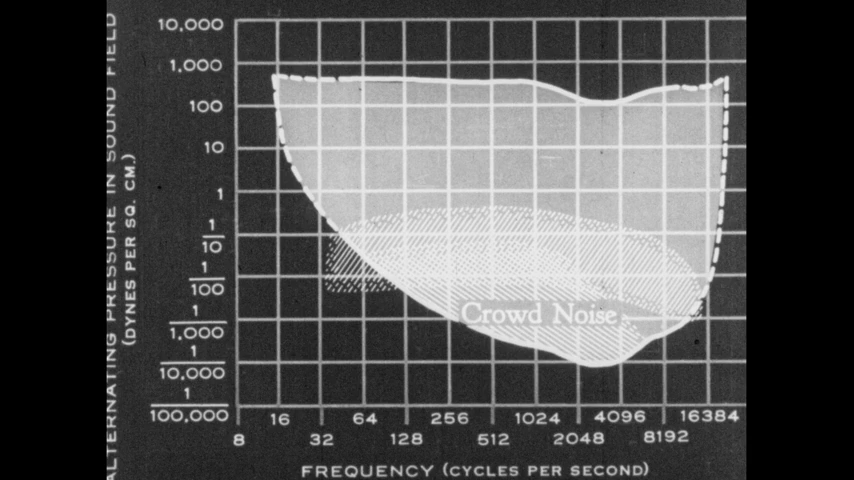 ALTERNATING PRESSURE IN SOUND FIELD
(DYNES PER SQ. CM.)
10,000
1,000
100
10
1
1
10
1
100
1
1,000
1
10,000
1
100,000
Crowd Noise
16 64 256 1024 4096 16384
8 32 128 512 2048 8192
FREQUENCY (CYCLES PER SECOND)